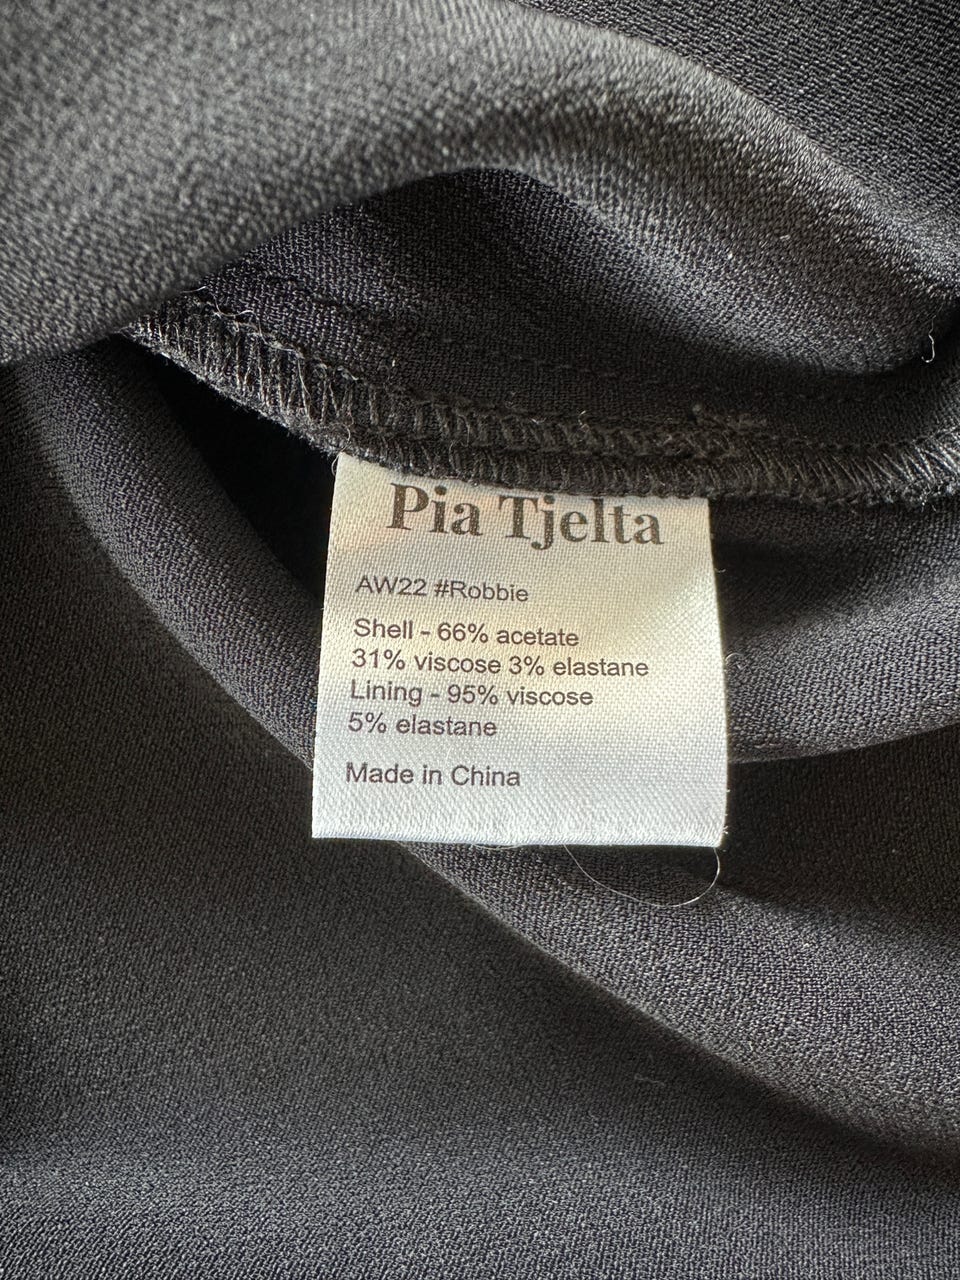 Pia Tjelta
AW22 #Robbie
Shell - 66% acetate
31% viscose 3% elastane
Lining - 95% viscose
5% elastane
Made in China